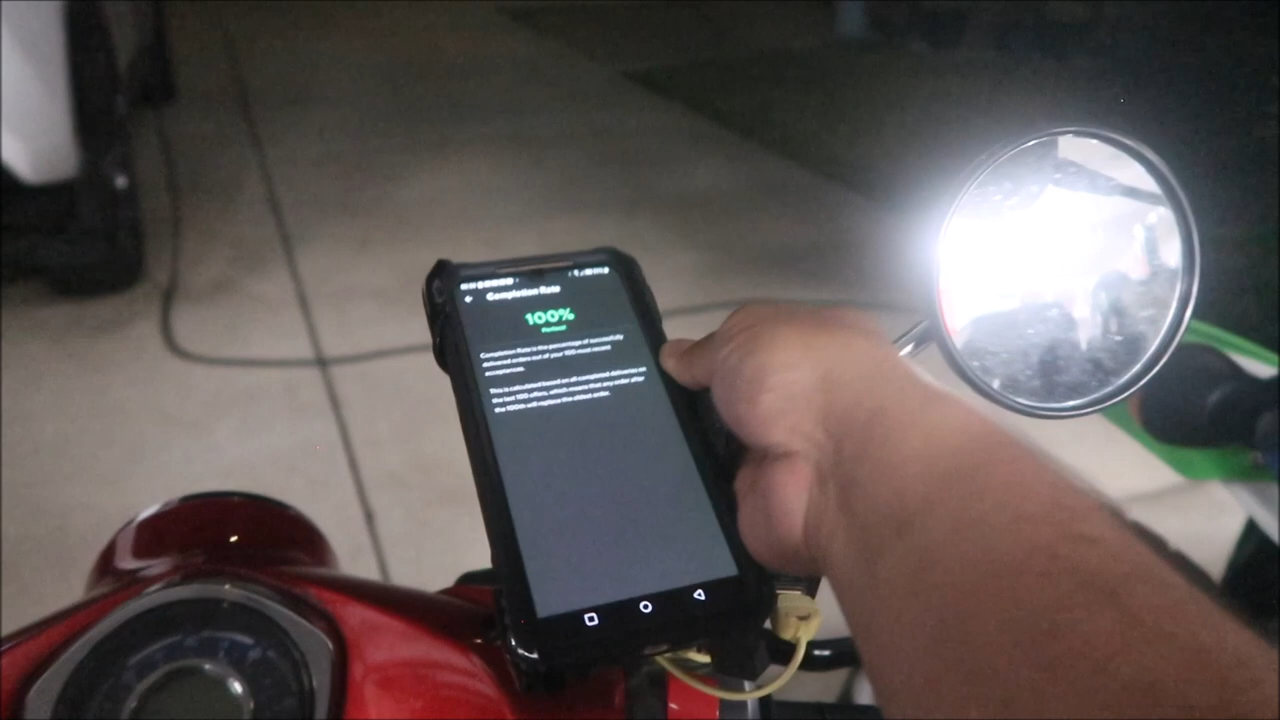 Completion Rate
100%
Perfect
Completion Rate is the percentage of successfully
delivered orders out of your 100 most recent
acceptances.
This is calculated based on all completed deliveries on
the last 100 offers, which means that any order after
the 100th will replace the oldest order.